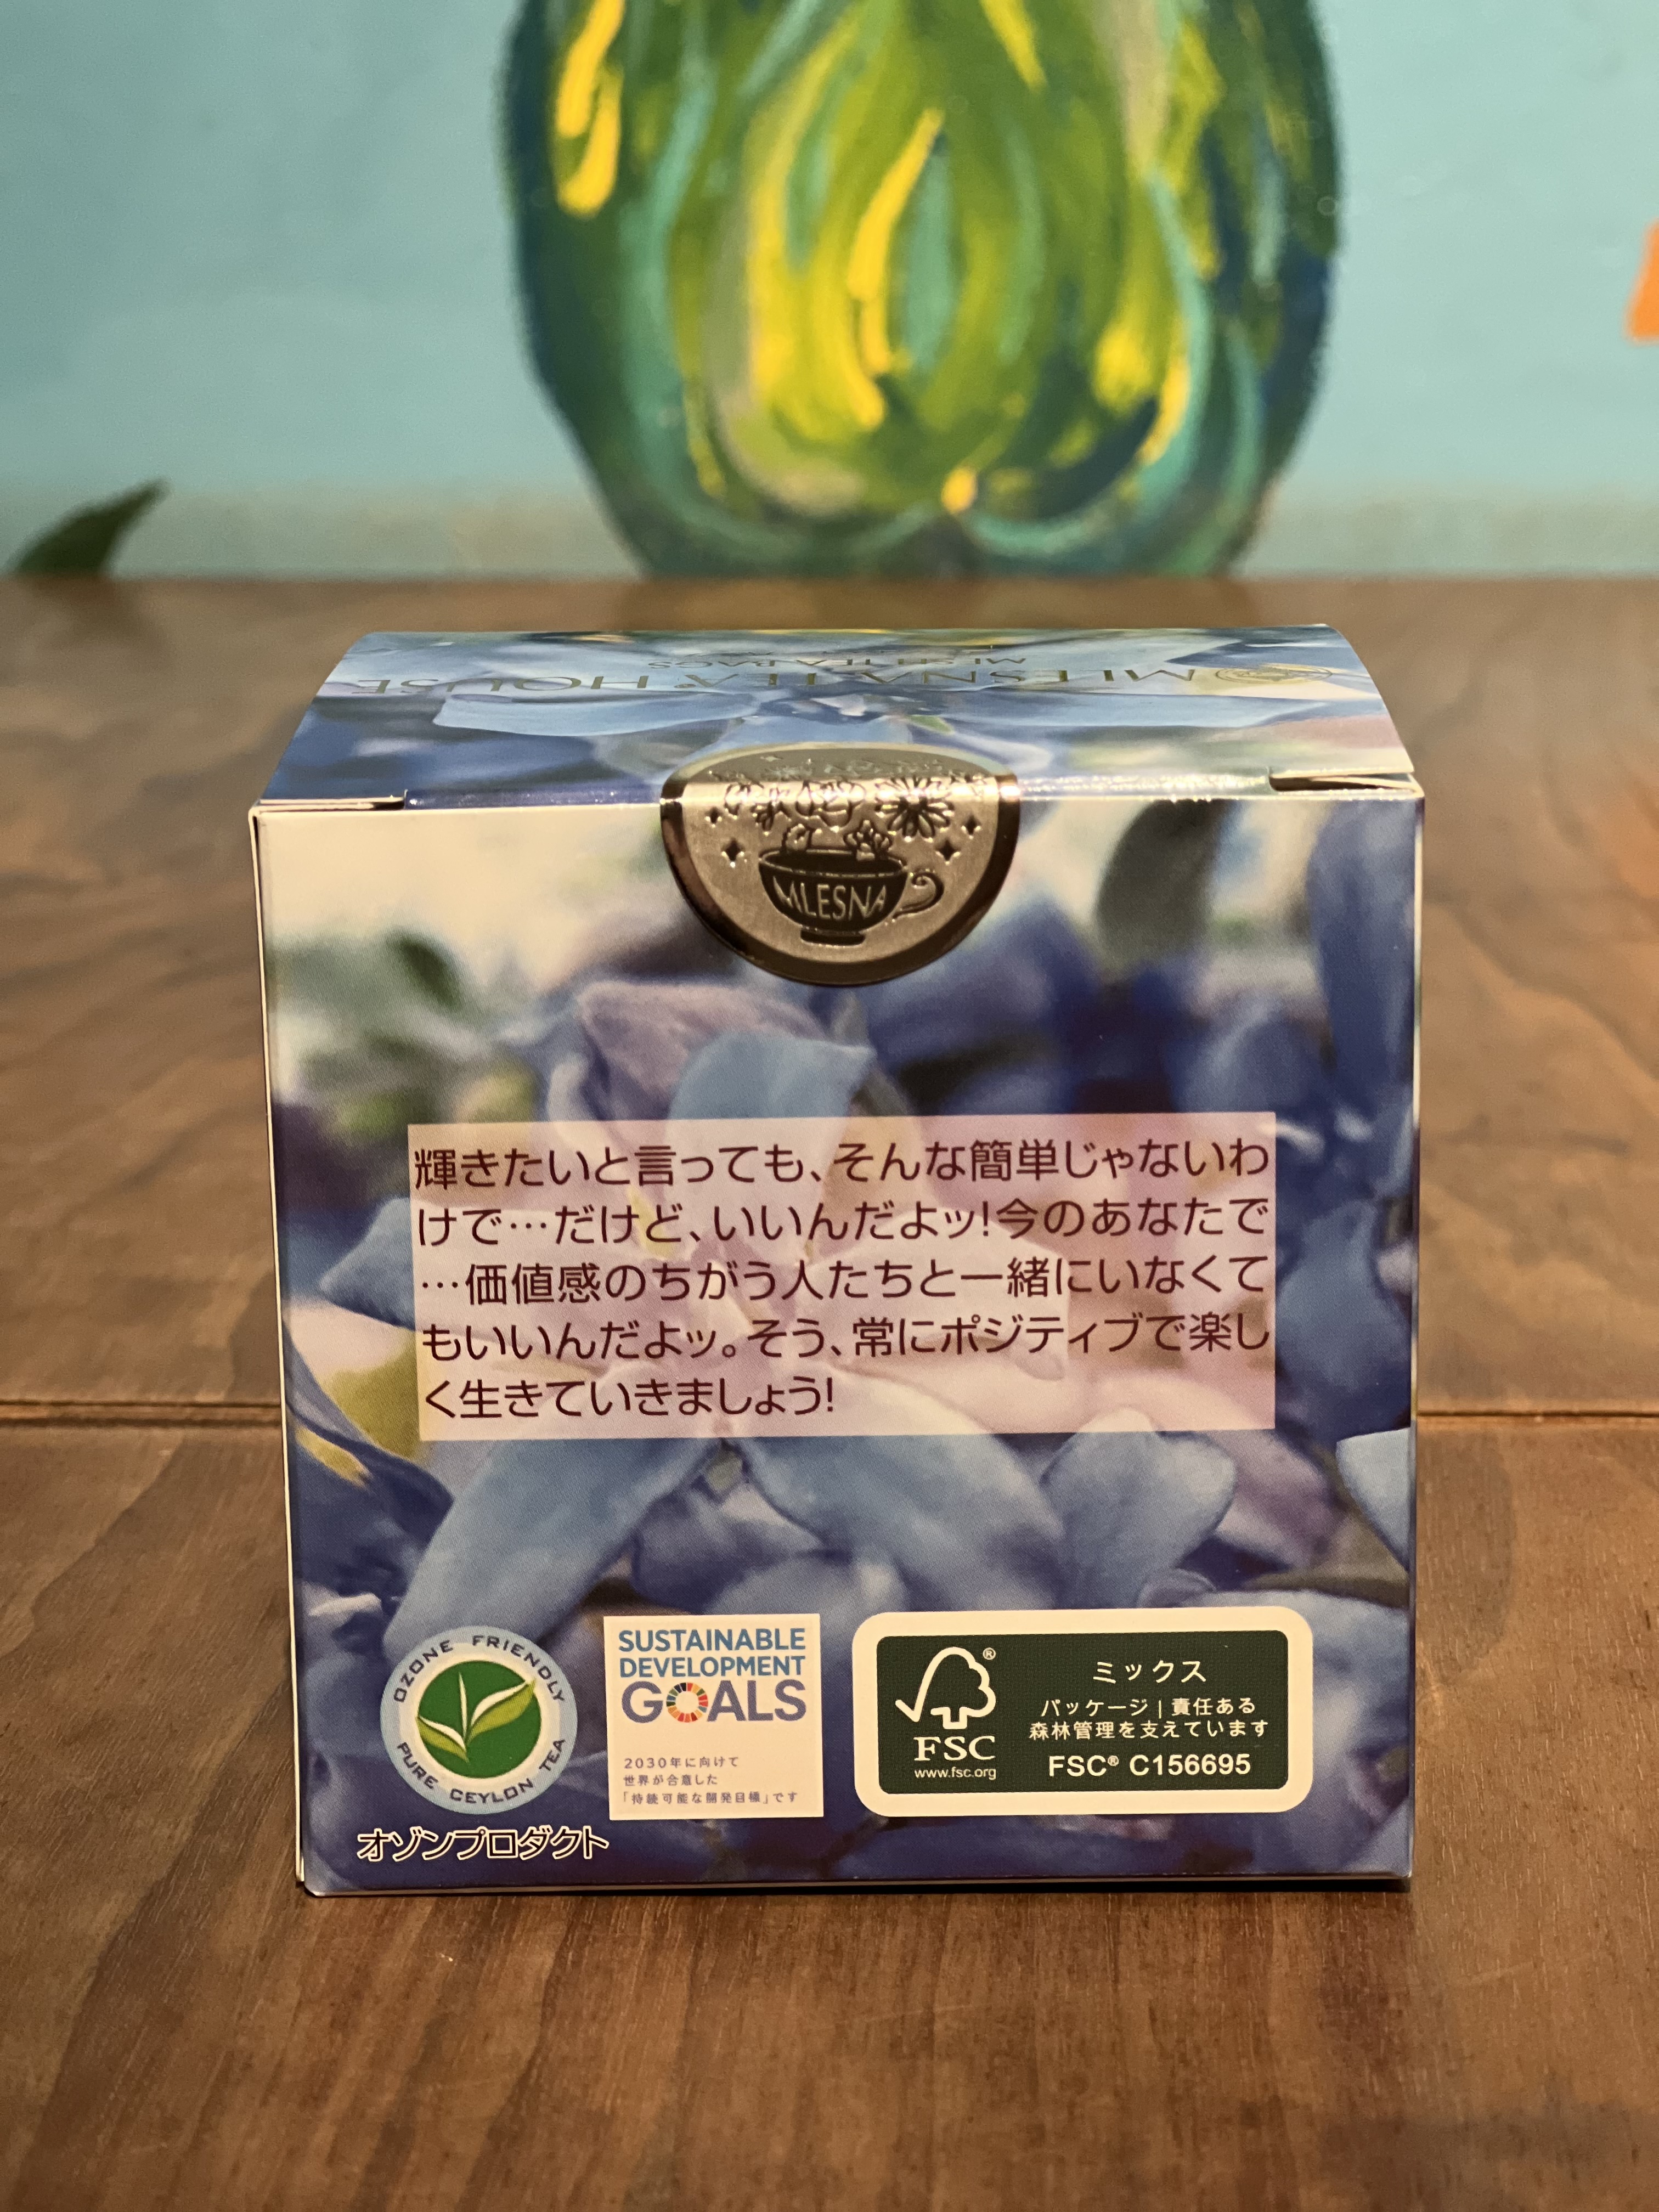 MLESNA TEA HOUSE
MESH TEA BAGS
MLESNA
輝きたいと言っても、そんな簡単じゃないわ
けで…だけど、いいんだよッ!今のあなたで
…価値感のちがう人たちと一緒にいなくて
もいいんだよッ。そう、常にポジティブで楽し
く生きていきましょう!
OZONE FRIENDLY
PURE CEYLON TEA
オゾンプロダクト
SUSTAINABLE
DEVELOPMENT
GOALS
2030年に向けて
世界が合意した
「持続可能な開発目標」です
FSC
www.fsc.org
ミックス
パッケージ | 責任ある
森林管理を支えています
FSC® C156695